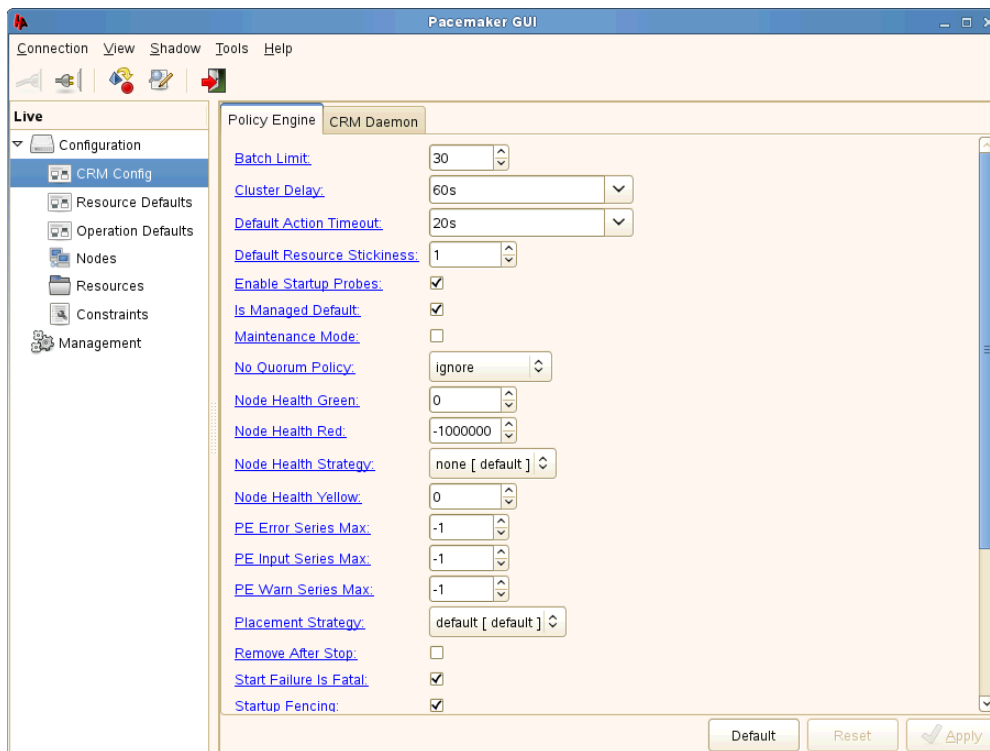 Pacemaker GUI
Connection View Shadow Tools Help
Live
Configuration
CRM Config
Resource Defaults
Operation Defaults
Nodes
Resources
Constraints
Management
Policy Engine CRM Daemon
Batch Limit: 30
Cluster Delay: 60s
Default Action Timeout: 20s
Default Resource Stickiness: 1
Enable Startup Probes:
Is Managed Default:
Maintenance Mode:
No Quorum Policy: ignore
Node Health Green: 0
Node Health Red: -1000000
Node Health Strategy: none [ default ]
Node Health Yellow: 0
PE Error Series Max: -1
PE Input Series Max: -1
PE Warn Series Max: -1
Placement Strategy: default [ default ]
Remove After Stop:
Start Failure Is Fatal:
Startup Fencing:
Default Reset Apply